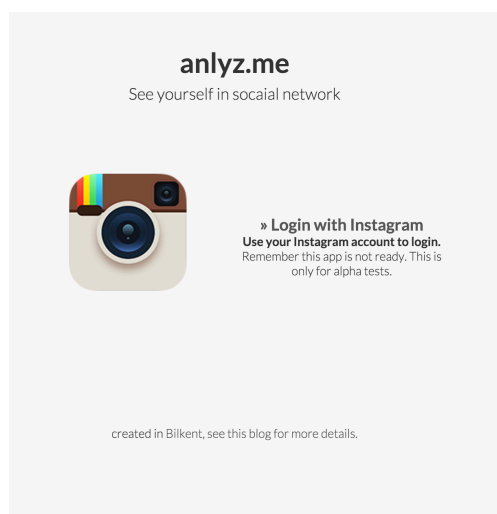 anlyz.me
See yourself in socaial network
» Login with Instagram
Use your Instagram account to login.
Remember this app is not ready. This is
only for alpha tests.
created in Bilkent, see this blog for more details.